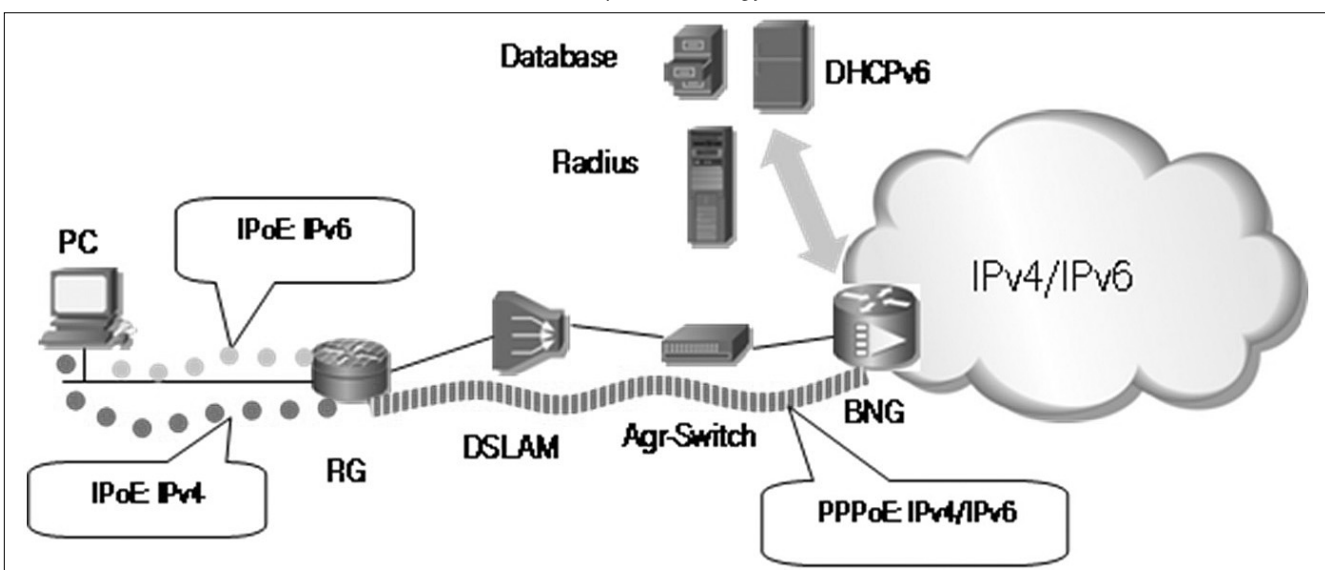 Database
DHCPv6
Radius
IPoE: IPv6
PC
IPv4/IPv6
BNG
Agr-Switch
DSLAM
RG
IPoE: IPv4
PPPoE: IPv4/IPv6